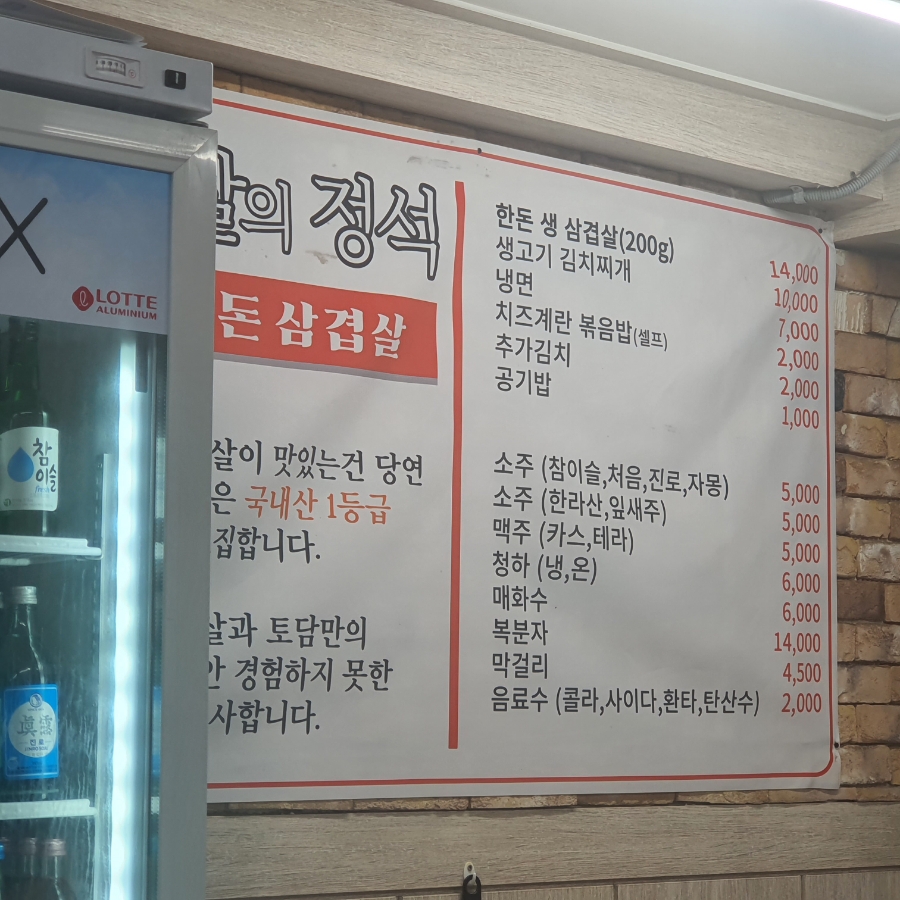 X
LOTTE
ALUMINIUM
참이슬
fresh
眞露
살의 정석
돈 삼겹살
살이 맛있는건 당연
은 국내산 1등급
집합니다.
살과 토담만의
경험하지 못한
사합니다.
한돈 생 삼겹살(200g) 14,000
생고기 김치찌개 10,000
냉면 7,000
치즈계란 볶음밥(셀프) 2,000
추가김치 2,000
공기밥 1,000
소주 (참이슬,처음,진로,자몽) 5,000
소주 (한라산,잎새주) 5,000
맥주 (카스,테라) 5,000
청하 (냉,온) 6,000
매화수 6,000
복분자 14,000
막걸리 4,500
음료수 (콜라,사이다,환타,탄산수) 2,000